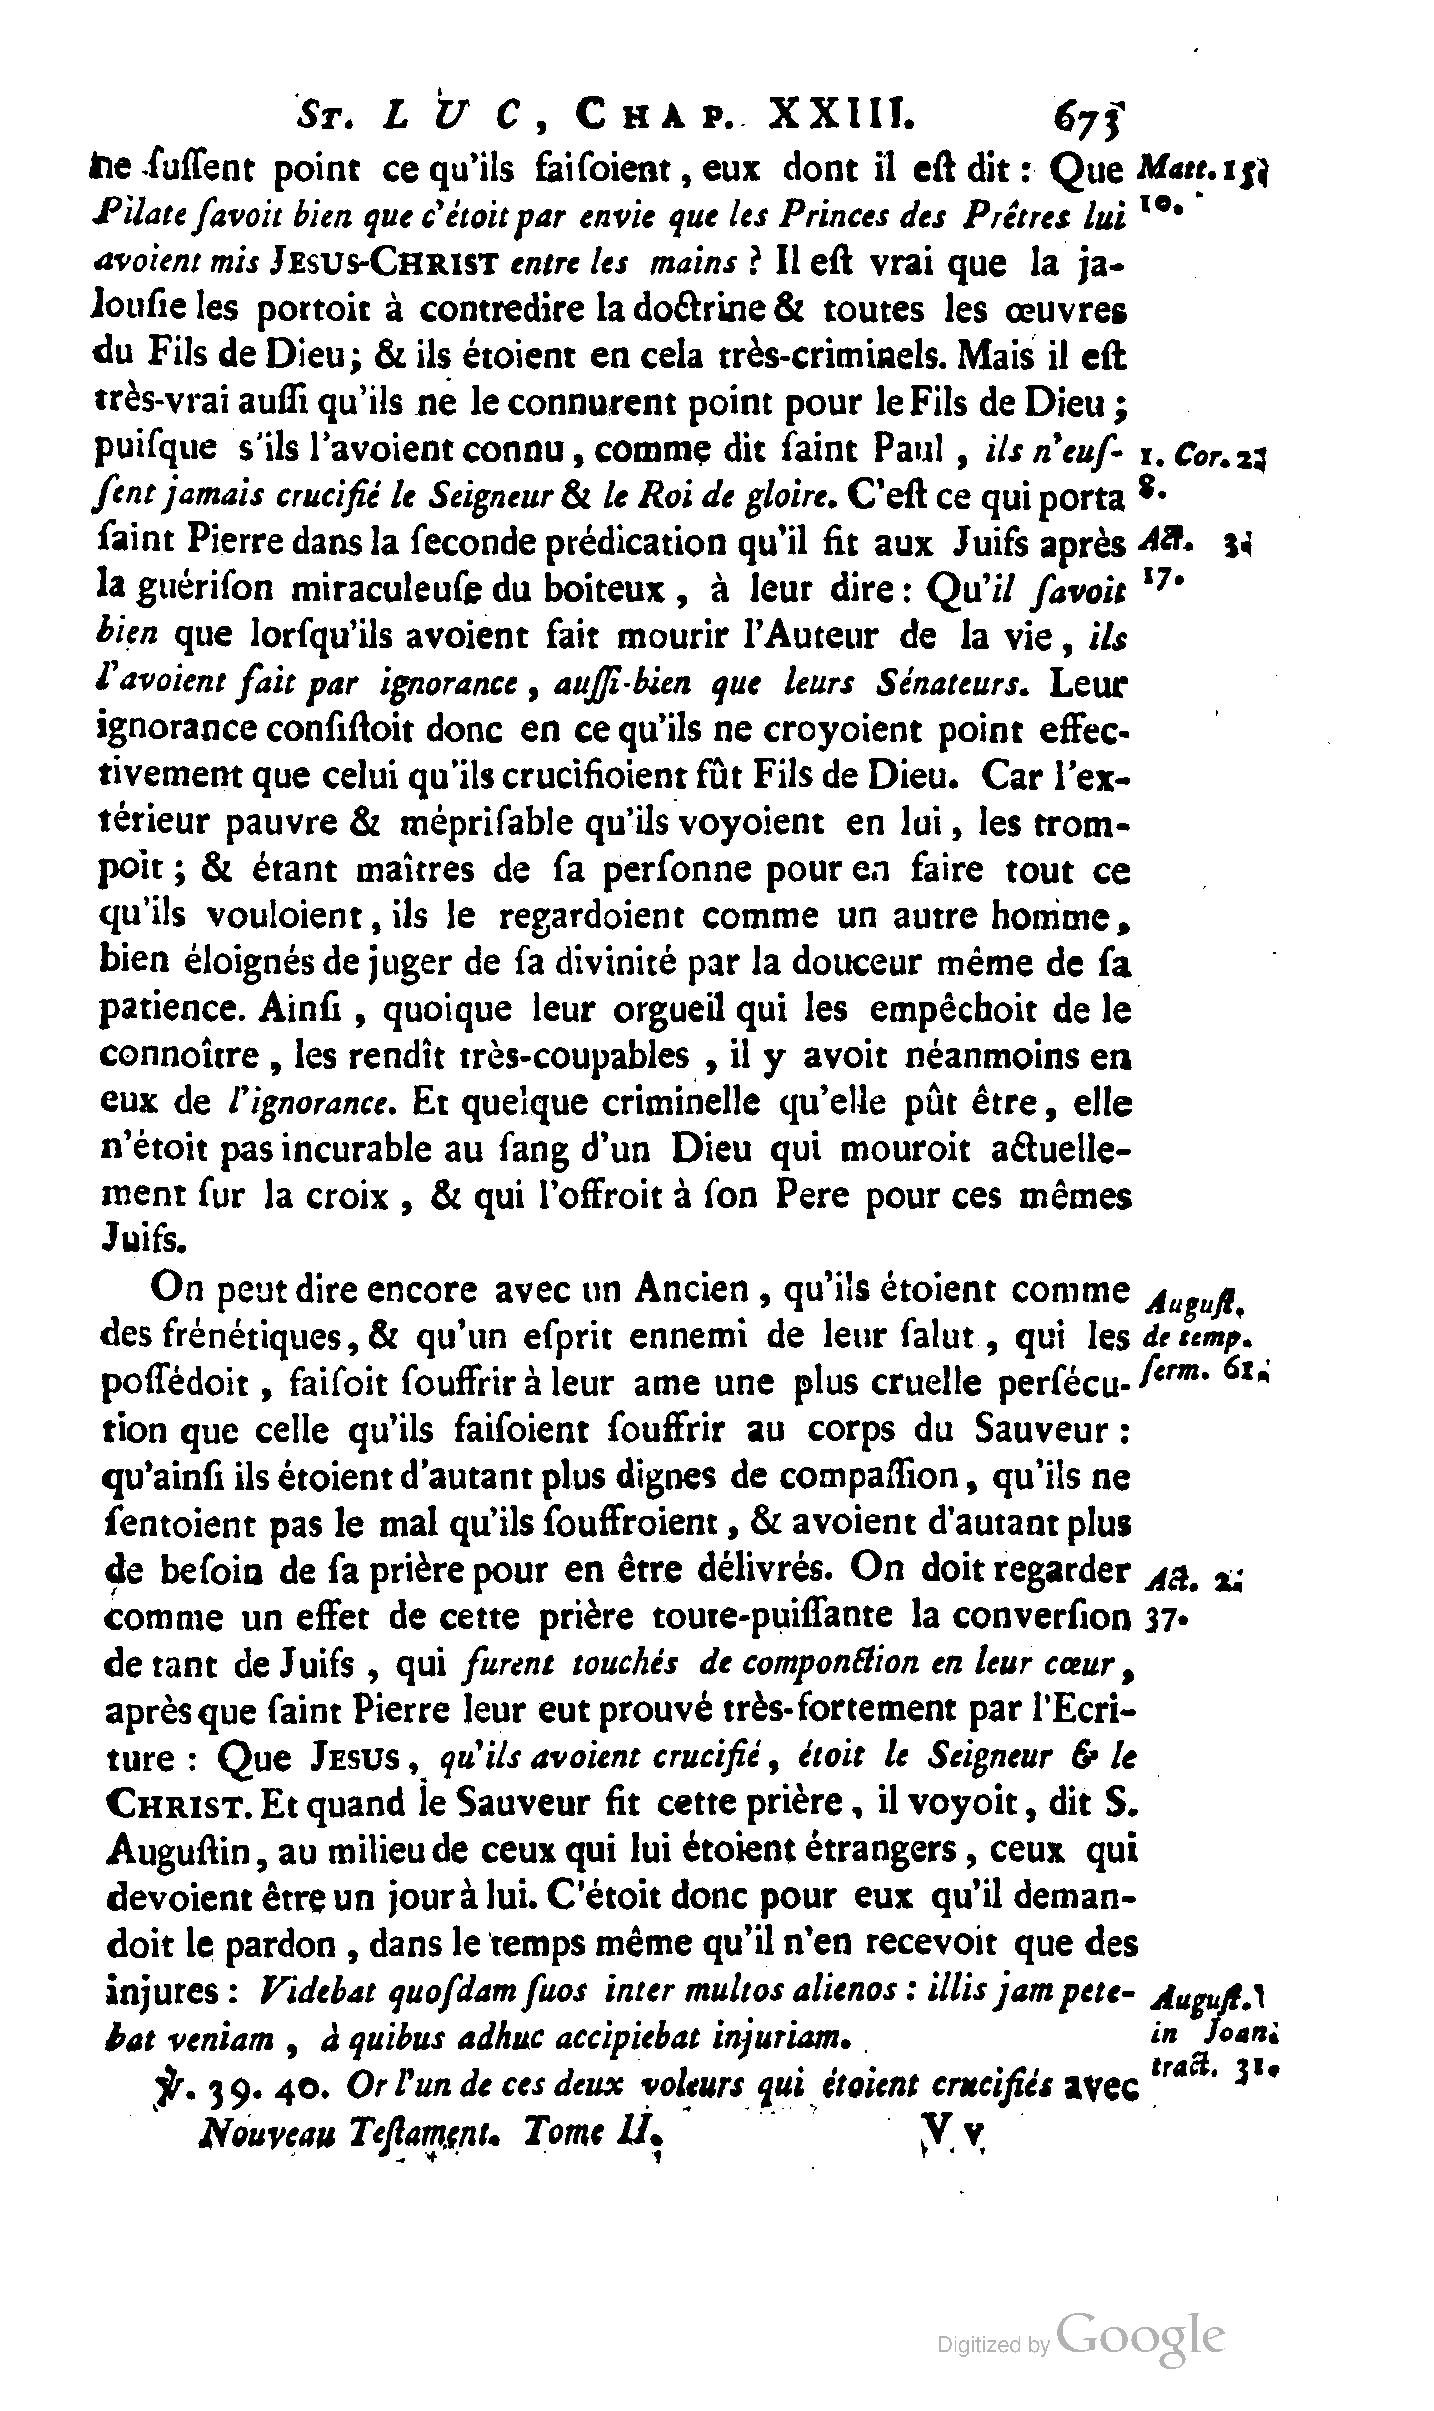 ST. LUC, CHAP. XXIII. 673
ne ſuſſent point ce qu'ils faiſoient, eux dont il eſt dit : Que
Matt. 15
Pilate ſavoit bien que c'étoit par envie que les Princes des Prêtres lui
10.
avoient mis JESUS-CHRIST entre les mains ? Il eſt vrai que la ja-
louſie les portoit à contredire la doctrine & toutes les œuvres
du Fils de Dieu; & ils étoient en cela très-criminels. Mais il eſt
très-vrai auſſi qu'ils ne le connurent point pour le Fils de Dieu ;
puiſque s'ils l'avoient connu, comme dit ſaint Paul, ils n'euſ-
1. Cor. 2
ſent jamais crucifié le Seigneur & le Roi de gloire. C'eſt ce qui porta
8.
ſaint Pierre dans la ſeconde prédication qu'il fit aux Juifs après
Act. 3
la guériſon miraculeuſe du boiteux, à leur dire : Qu'il ſavoit
17.
bien que lorſqu'ils avoient fait mourir l'Auteur de la vie, ils
l'avoient fait par ignorance, auſſi-bien que leurs Sénateurs. Leur
ignorance conſiſtoit donc en ce qu'ils ne croyoient point effec-
tivement que celui qu'ils crucifioient fût Fils de Dieu. Car l'ex-
térieur pauvre & mépriſable qu'ils voyoient en lui, les trom-
poit ; & étant maîtres de ſa perſonne pour en faire tout ce
qu'ils vouloient, ils le regardoient comme un autre homme,
bien éloignés de juger de ſa divinité par la douceur même de ſa
patience. Ainſi, quoique leur orgueil qui les empêchoit de le
connoître, les rendît très-coupables, il y avoit néanmoins en
eux de l'ignorance. Et quelque criminelle qu'elle pût être, elle
n'étoit pas incurable au ſang d'un Dieu qui mouroit actuelle-
ment ſur la croix, & qui l'offroit à ſon Pere pour ces mêmes
Juifs.
On peut dire encore avec un Ancien, qu'ils étoient comme
Auguſt.
des frénétiques, & qu'un eſprit ennemi de leur ſalut, qui les
de temp.
poſſédoit, faiſoit ſouffrir à leur ame une plus cruelle perſécu-
ſerm. 61.
tion que celle qu'ils faiſoient ſouffrir au corps du Sauveur :
qu'ainſi ils étoient d'autant plus dignes de compaſſion, qu'ils ne
ſentoient pas le mal qu'ils ſouffroient, & avoient d'autant plus
de beſoin de ſa prière pour en être délivrés. On doit regarder
Act. 2.
comme un effet de cette prière toute-puiſſante la converſion
37.
de tant de Juifs, qui furent touchés de componction en leur cœur,
après que ſaint Pierre leur eut prouvé très-fortement par l'Ecri-
ture : Que JESUS, qu'ils avoient crucifié, étoit le Seigneur & le
CHRIST. Et quand le Sauveur fit cette prière, il voyoit, dit S.
Auguſtin, au milieu de ceux qui lui étoient étrangers, ceux qui
devoient être un jour à lui. C'étoit donc pour eux qu'il deman-
doit le pardon, dans le temps même qu'il n'en recevoit que des
injures : Videbat quoſdam ſuos inter multos alienos : illis jam pete-
Auguſt.
bat veniam, à quibus adhuc accipiebat injuriam.
in Joan.
℣. 39. 40. Or l'un de ces deux voleurs qui étoient crucifiés avec
tract. 31.
Nouveau Teſtament. Tome II. V v
Digitized by Google